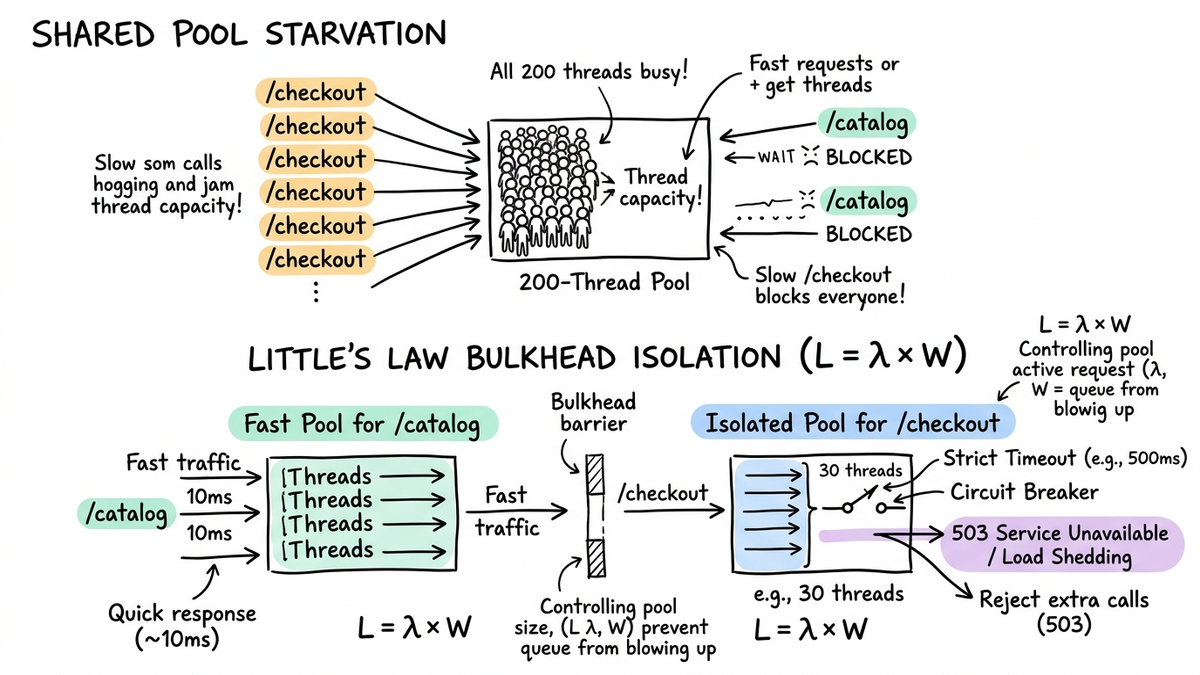 SHARED POOL STARVATION
Slow som calls
hogging and jam
thread capacity!
/checkout
/checkout
/checkout
/checkout
/checkout
/checkout
⋮
All 200 threads busy!
Thread
capacity!
200-Thread Pool
Fast requests or
+ get threads
/catalog
WAIT
BLOCKED
/catalog
BLOCKED
Slow /checkout
blocks everyone!
LITTLE'S LAW BULKHEAD ISOLATION (L = λ × W)
L = λ × W
Controlling pool
active request (λ,
W = queue from
blowig up
Fast Pool for /catalog
Fast traffic
10ms
/catalog
10ms
Quick response
(~10ms)
[Threads
[Threads
[Threads
[Threads
L = λ × W
Fast
traffic
Bulkhead
barrier
Controlling pool
size, (L λ, W) prevent
queue from blowing up
/checkout
Isolated Pool for /checkout
30 threads
e.g., 30 threads
L = λ × W
Strict Timeout (e.g., 500ms)
Circuit Breaker
503 Service Unavailable
/ Load Shedding
Reject extra calls
(503)